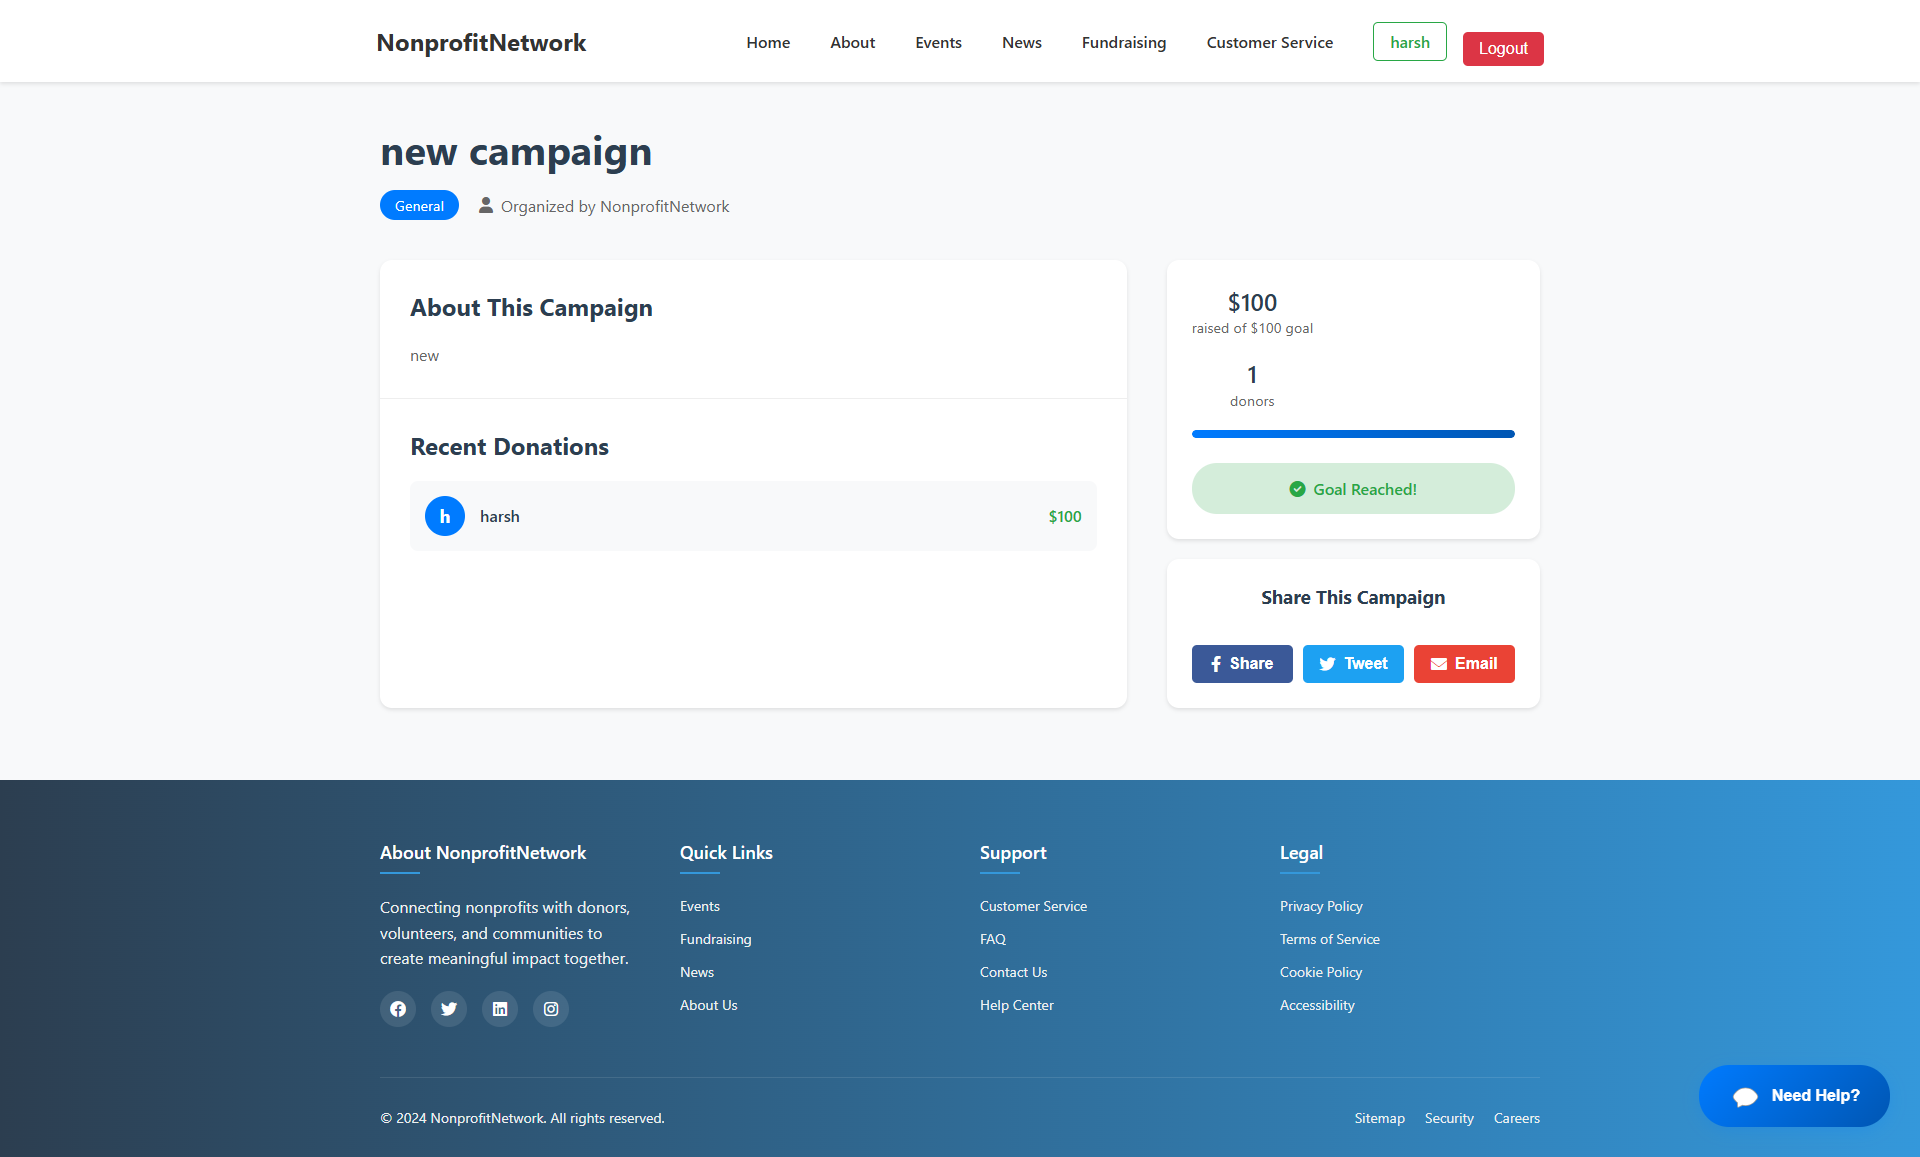 NonprofitNetwork
Home
About
Events
News
Fundraising
Customer Service
harsh
Logout
new campaign
General
Organized by NonprofitNetwork
About This Campaign
new
Recent Donations
h
harsh
$100
$100
raised of $100 goal
1
donors
Goal Reached!
Share This Campaign
Share
Tweet
Email
About NonprofitNetwork
Connecting nonprofits with donors,
volunteers, and communities to
create meaningful impact together.
Quick Links
Events
Fundraising
News
About Us
Support
Customer Service
FAQ
Contact Us
Help Center
Legal
Privacy Policy
Terms of Service
Cookie Policy
Accessibility
© 2024 NonprofitNetwork. All rights reserved.
Sitemap
Security
Careers
Need Help?